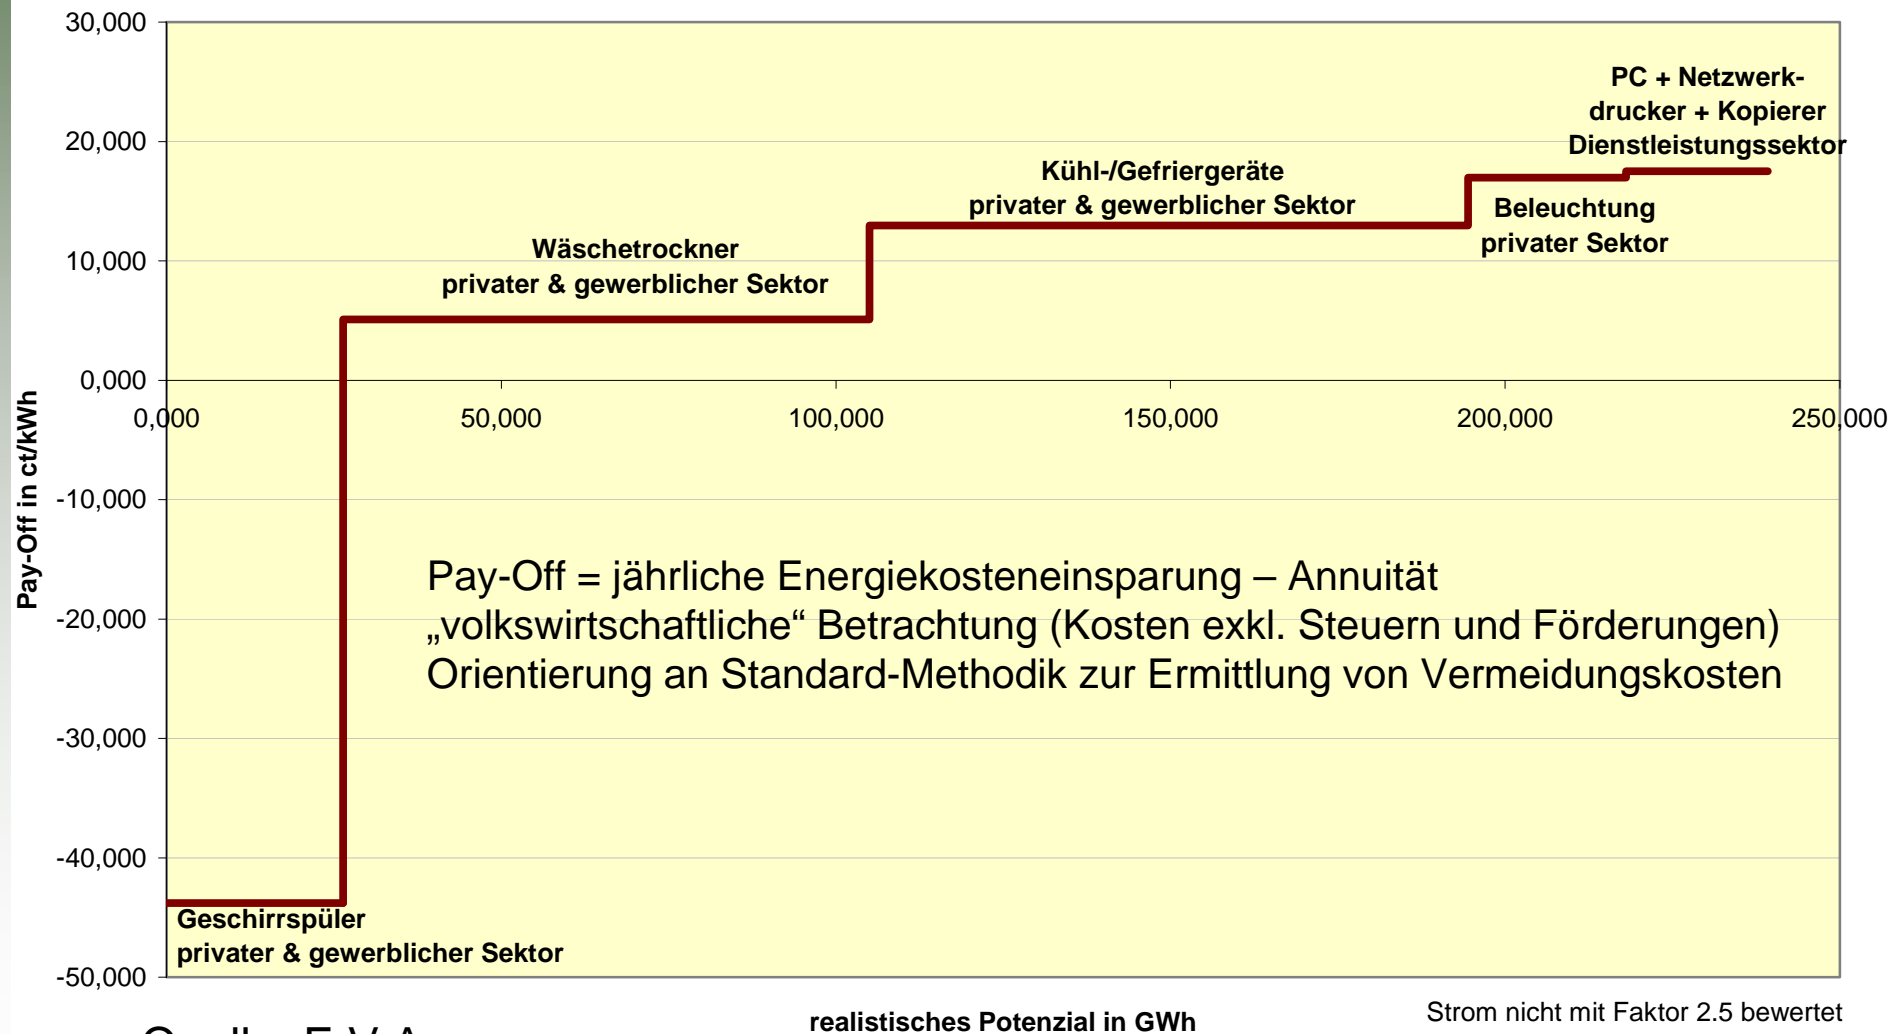 30,000
20,000
10,000
0,000
-10,000
-20,000
-30,000
-40,000
-50,000
Pay-Off in ct/kWh
0,000
50,000
100,000
150,000
200,000
250,000
PC + Netzwerk-
drucker + Kopierer
Dienstleistungssektor
Kühl-/Gefriergeräte
privater & gewerblicher Sektor
Beleuchtung
privater Sektor
Wäschetrockner
privater & gewerblicher Sektor
Pay-Off = jährliche Energiekosteneinsparung – Annuität
„volkswirtschaftliche“ Betrachtung (Kosten exkl. Steuern und Förderungen)
Orientierung an Standard-Methodik zur Ermittlung von Vermeidungskosten
Geschirrspüler
privater & gewerblicher Sektor
realistisches Potenzial in GWh
Strom nicht mit Faktor 2.5 bewertet